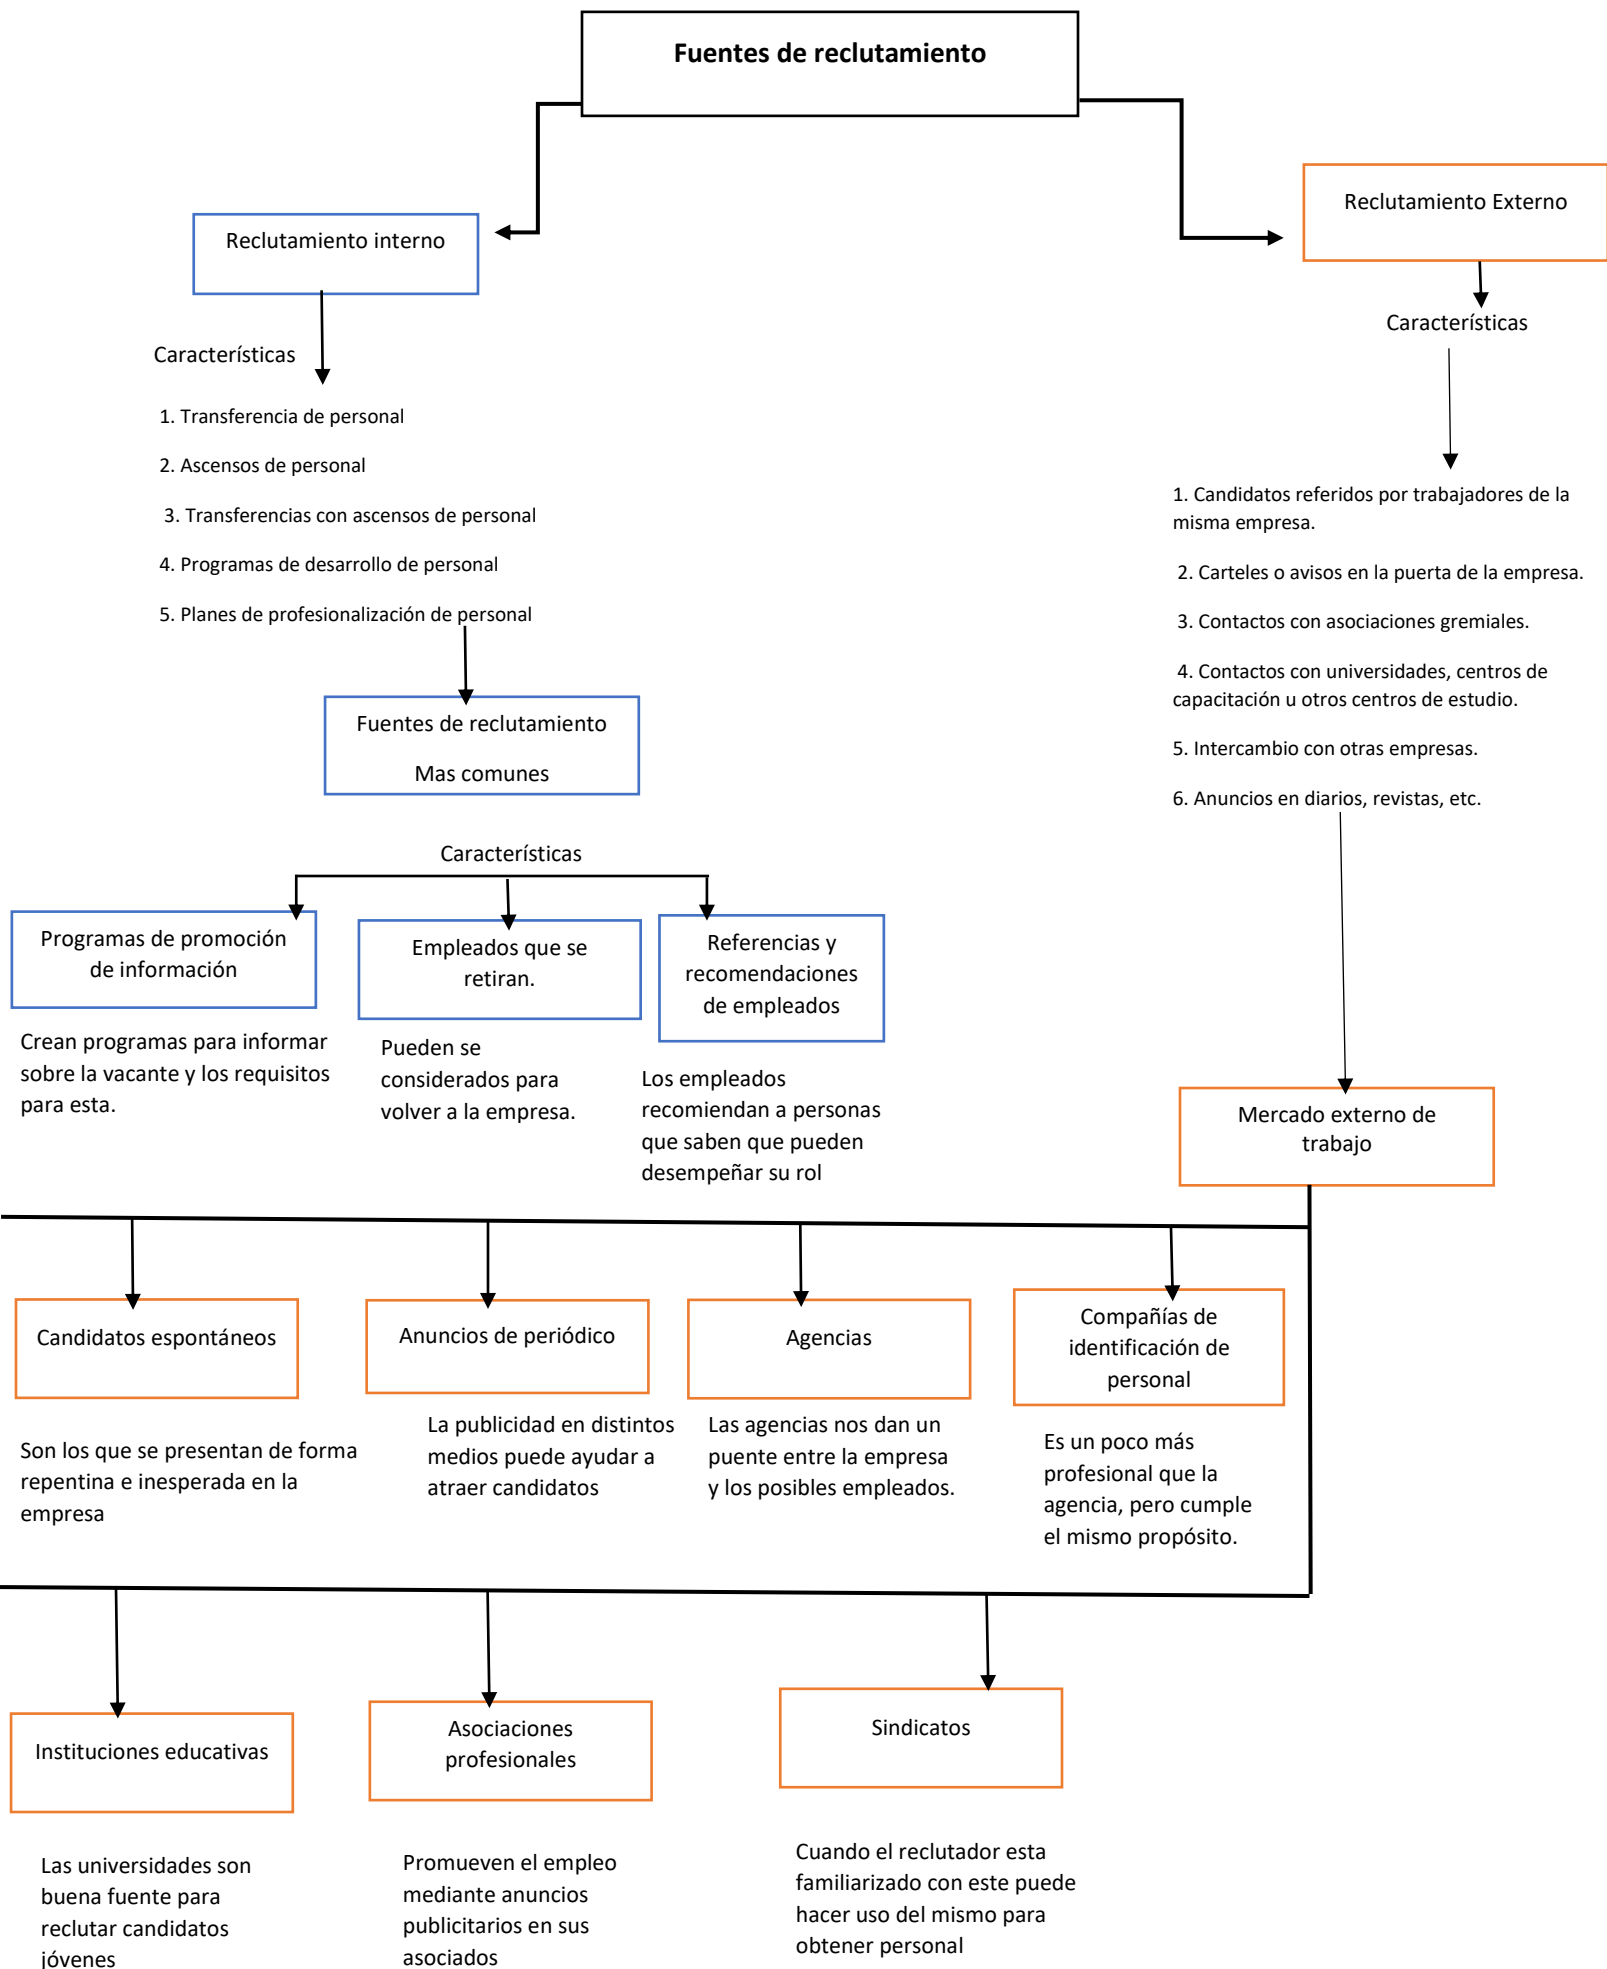 Fuentes de reclutamiento
Reclutamiento interno
Reclutamiento Externo
Características
1. Transferencia de personal
2. Ascensos de personal
3. Transferencias con ascensos de personal
4. Programas de desarrollo de personal
5. Planes de profesionalización de personal
Fuentes de reclutamiento
Mas comunes
Características
Programas de promoción
de información
Crean programas para informar
sobre la vacante y los requisitos
para esta.
Empleados que se
retiran.
Pueden se
considerados para
volver a la empresa.
Referencias y
recomendaciones
de empleados
Los empleados
recomiendan a personas
que saben que pueden
desempeñar su rol
Características
1. Candidatos referidos por trabajadores de la
misma empresa.
2. Carteles o avisos en la puerta de la empresa.
3. Contactos con asociaciones gremiales.
4. Contactos con universidades, centros de
capacitación u otros centros de estudio.
5. Intercambio con otras empresas.
6. Anuncios en diarios, revistas, etc.
Mercado externo de
trabajo
Candidatos espontáneos
Son los que se presentan de forma
repentina e inesperada en la
empresa
Anuncios de periódico
La publicidad en distintos
medios puede ayudar a
atraer candidatos
Agencias
Las agencias nos dan un
puente entre la empresa
y los posibles empleados.
Compañías de
identificación de
personal
Es un poco más
profesional que la
agencia, pero cumple
el mismo propósito.
Instituciones educativas
Las universidades son
buena fuente para
reclutar candidatos
jóvenes
Asociaciones
profesionales
Promueven el empleo
mediante anuncios
publicitarios en sus
asociados
Sindicatos
Cuando el reclutador esta
familiarizado con este puede
hacer uso del mismo para
obtener personal